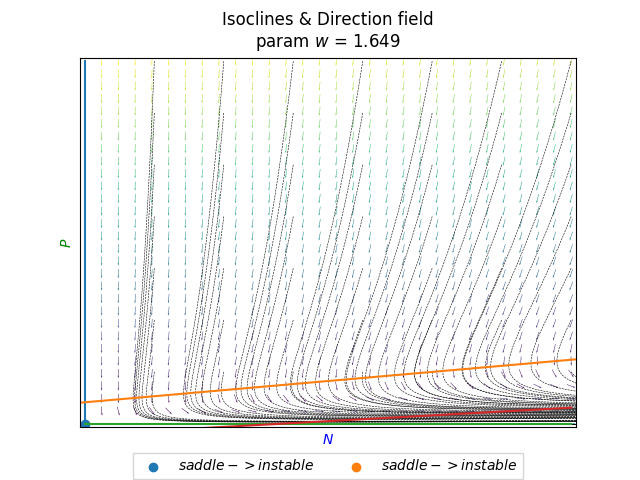 Isoclines & Direction field
param w = 1.649
P
N
saddle−>instable
saddle−>instable